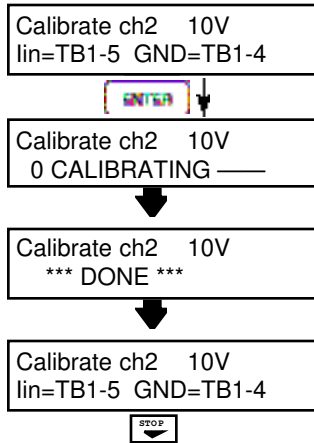 Calibrate ch2 10V
Iin=TB1-5 GND=TB1-4
ENTER
Calibrate ch2 10V
0 CALIBRATING ——
Calibrate ch2 10V
*** DONE ***
Calibrate ch2 10V
Iin=TB1-5 GND=TB1-4
STOP